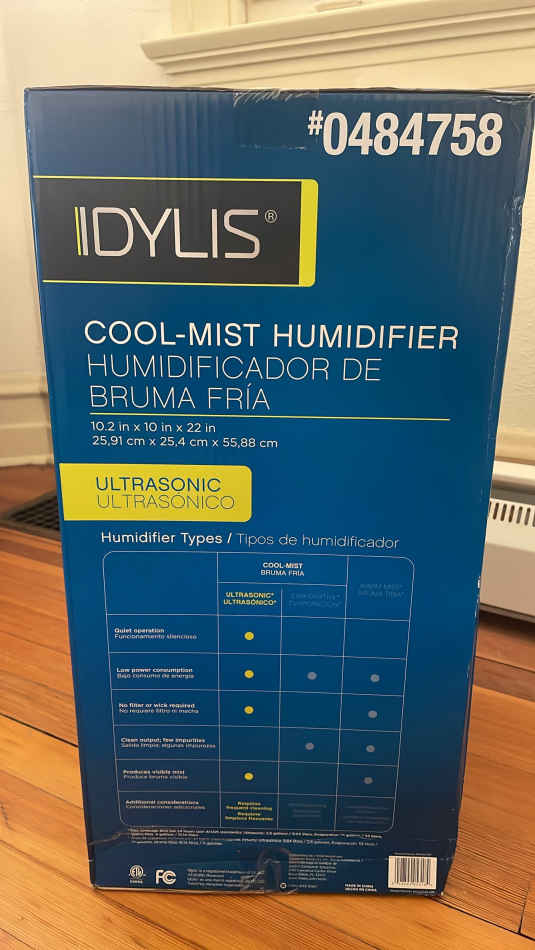 #0484758
IDYLIS®
COOL-MIST HUMIDIFIER
HUMIDIFICADOR DE
BRUMA FRÍA
10.2 in x 10 in x 22 in
25,91 cm x 25,4 cm x 55,88 cm
ULTRASONIC
ULTRASÓNICO
Humidifier Types / Tipos de humidificador
COOL-MIST
BRUMA FRÍA
ULTRASONIC*
ULTRASÓNICO*
Quiet operation
Funcionamiento silencioso
Low power consumption
Bajo consumo de energía
No filter or wick required
No requiere filtro ni mecha
Clean output; few impurities
Salida limpia; algunas impurezas
Produces visible mist
Produce bruma visible
Additional considerations
Consideraciones adicionales
Requires
frequent cleaning
Requiere
limpieza frecuente
MADE IN CHINA
HECHO EN CHINA